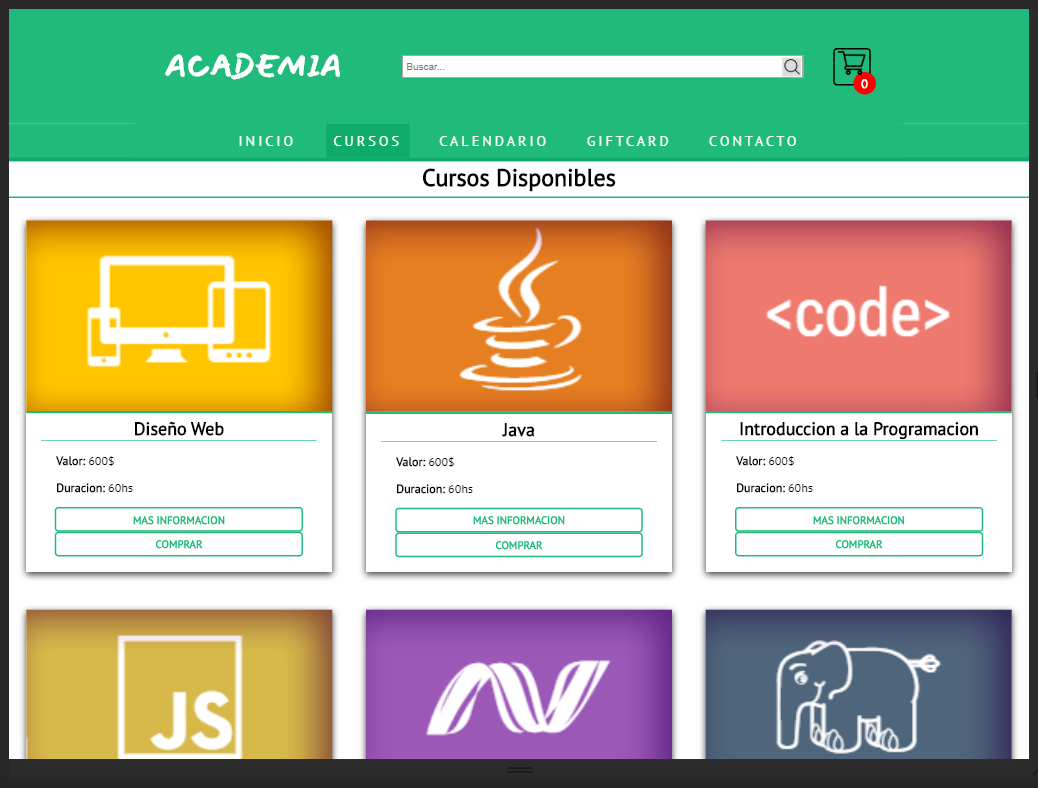 ACADEMIA
Buscar...
0
INICIO CURSOS CALENDARIO GIFTCARD CONTACTO
Cursos Disponibles
<code>
Diseño Web
Valor: 600$
Duracion: 60hs
MAS INFORMACION
COMPRAR
Java
Valor: 600$
Duracion: 60hs
MAS INFORMACION
COMPRAR
Introduccion a la Programacion
Valor: 600$
Duracion: 60hs
MAS INFORMACION
COMPRAR
JS